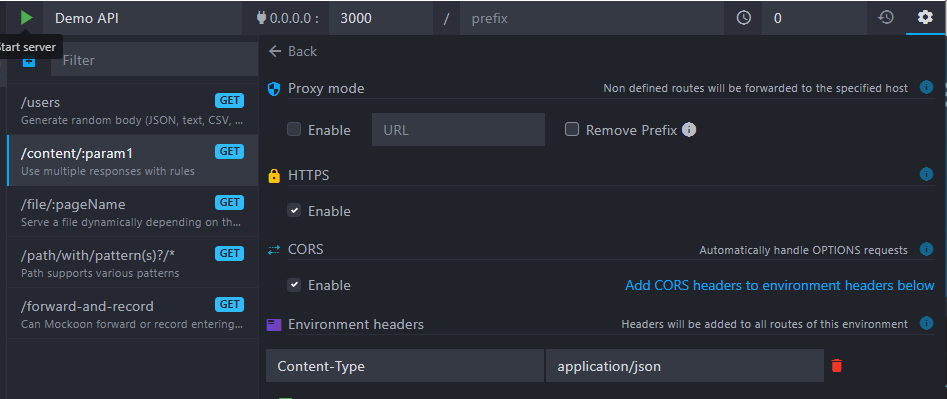 Demo API
0.0.0.0 :
3000
/
prefix
0
Start server
Filter
Back
/users
GET
Generate random body (JSON, text, CSV, ...
/content/:param1
GET
Use multiple responses with rules
/file/:pageName
GET
Serve a file dynamically depending on th...
/path/with/pattern(s)?/*
GET
Path supports various patterns
/forward-and-record
GET
Can Mockoon forward or record entering...
Proxy mode
Non defined routes will be forwarded to the specified host
Enable
URL
Remove Prefix
HTTPS
Enable
CORS
Automatically handle OPTIONS requests
Enable
Add CORS headers to environment headers below
Environment headers
Headers will be added to all routes of this environment
Content-Type
application/json